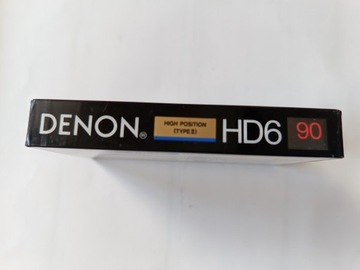 DENON®
HIGH POSITION
(TYPE II)
HD6
90